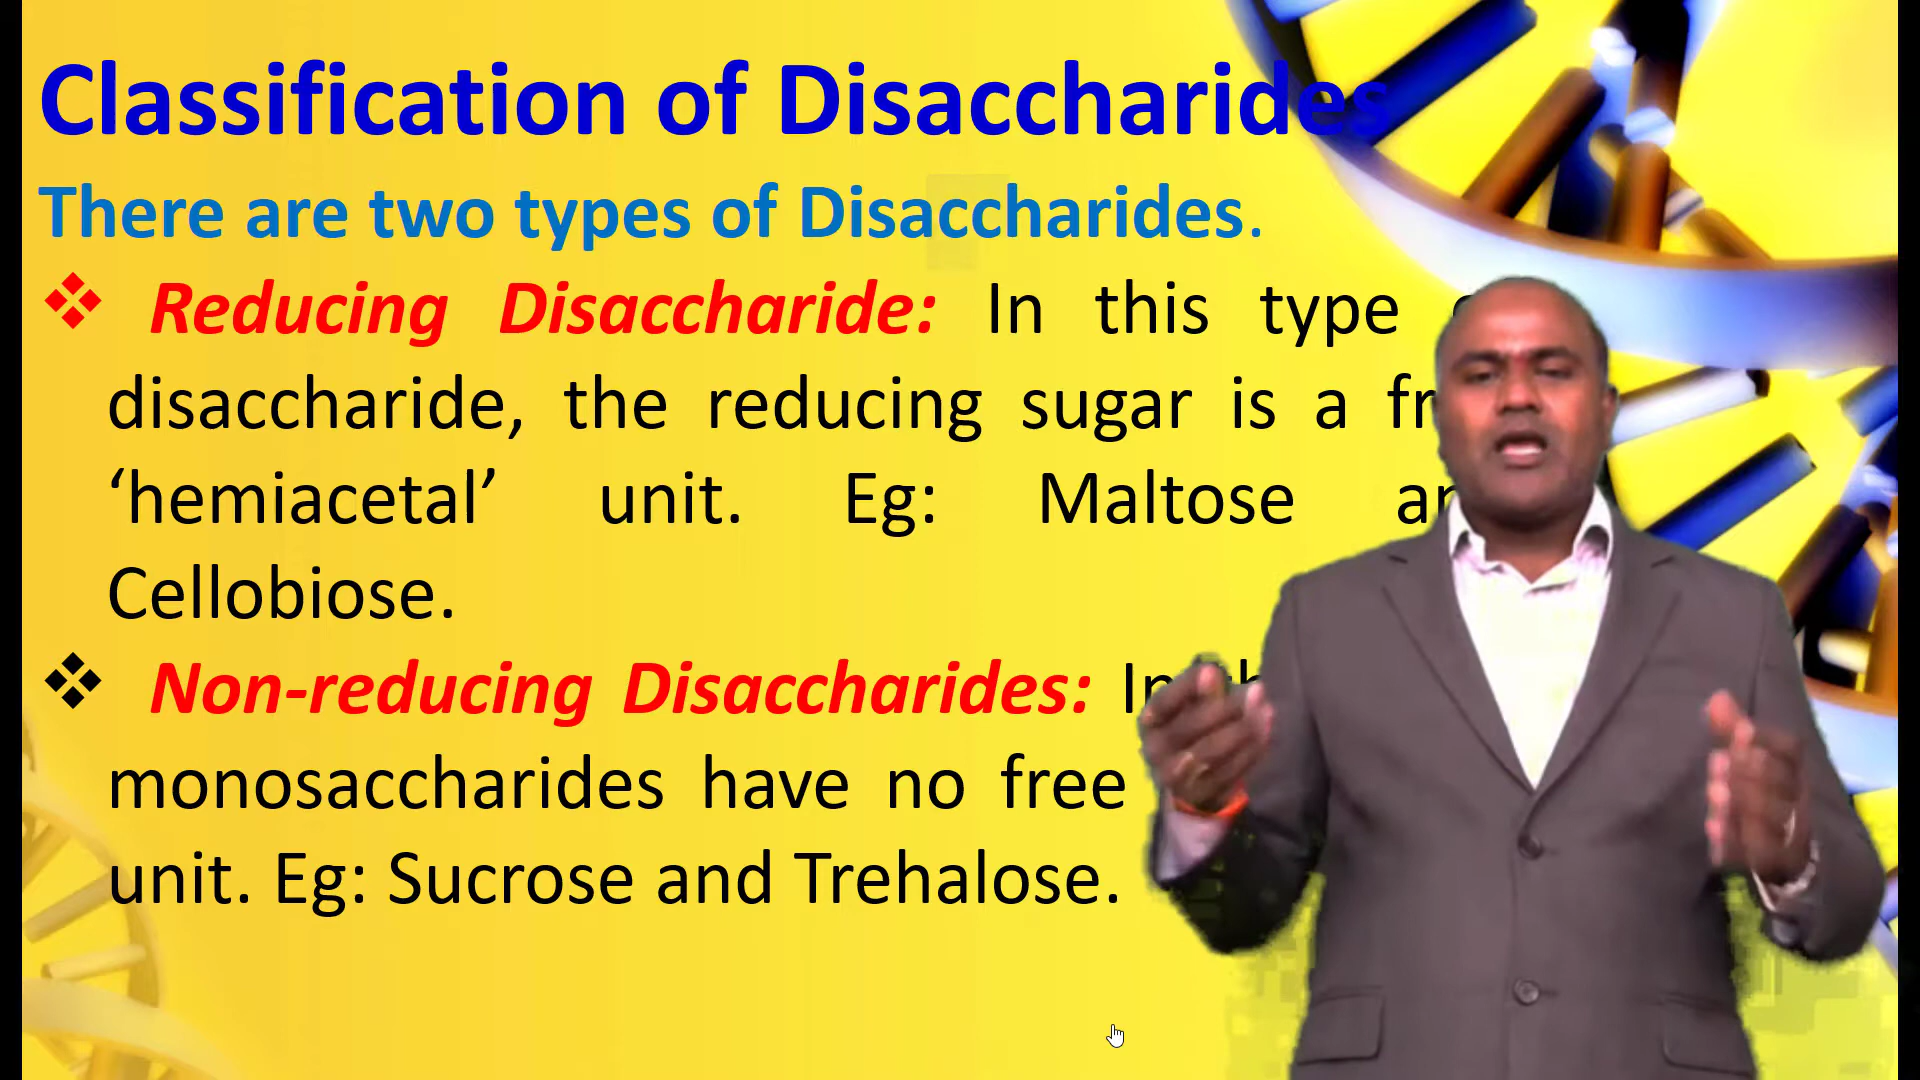 Classification of Disaccharides
There are two types of Disaccharides.
Reducing Disaccharide: In this type
disaccharide, the reducing sugar is a
‘hemiacetal’ unit. Eg: Maltose
Cellobiose.
Non-reducing Disaccharides:
monosaccharides have no free
unit. Eg: Sucrose and Trehalose.